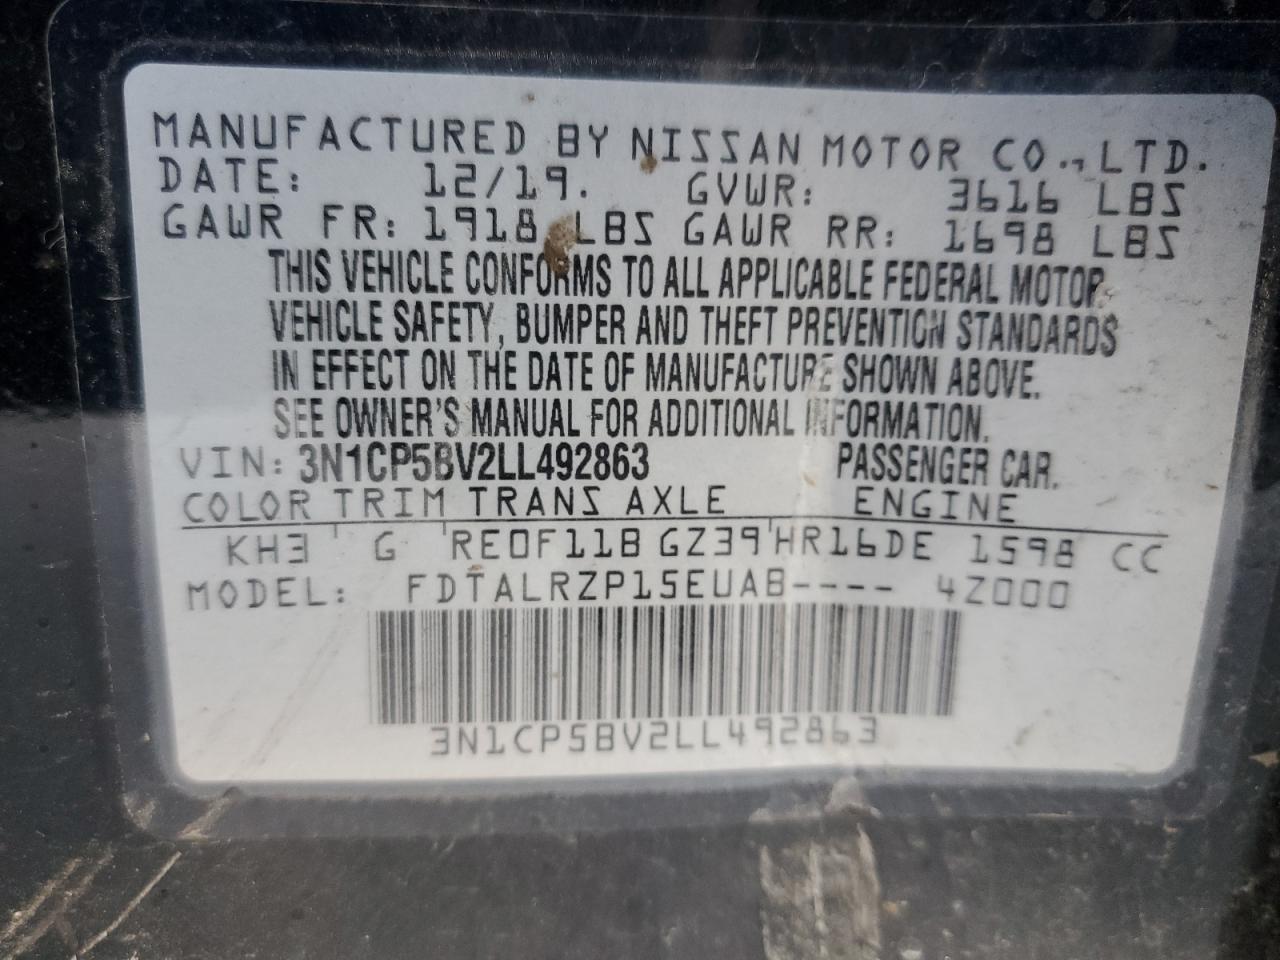 MANUFACTURED BY NISSAN MOTOR CO., LTD.
DATE: 12/19. GVWR: 3616 LBS
GAWR FR: 1918 LBS GAWR RR: 1698 LBS
THIS VEHICLE CONFORMS TO ALL APPLICABLE FEDERAL MOTOR
VEHICLE SAFETY, BUMPER AND THEFT PREVENTION STANDARDS
IN EFFECT ON THE DATE OF MANUFACTURE SHOWN ABOVE.
SEE OWNER'S MANUAL FOR ADDITIONAL INFORMATION.
VIN: 3N1CP5BV2LL492863 PASSENGER CAR.
COLOR TRIM TRANS AXLE ENGINE
KH3 ' G ' RE0F11B GZ39 ' HR16DE 1598 CC
MODEL: FDTALRZP15EUAB---- 4Z000
3N1CP5BV2LL492863